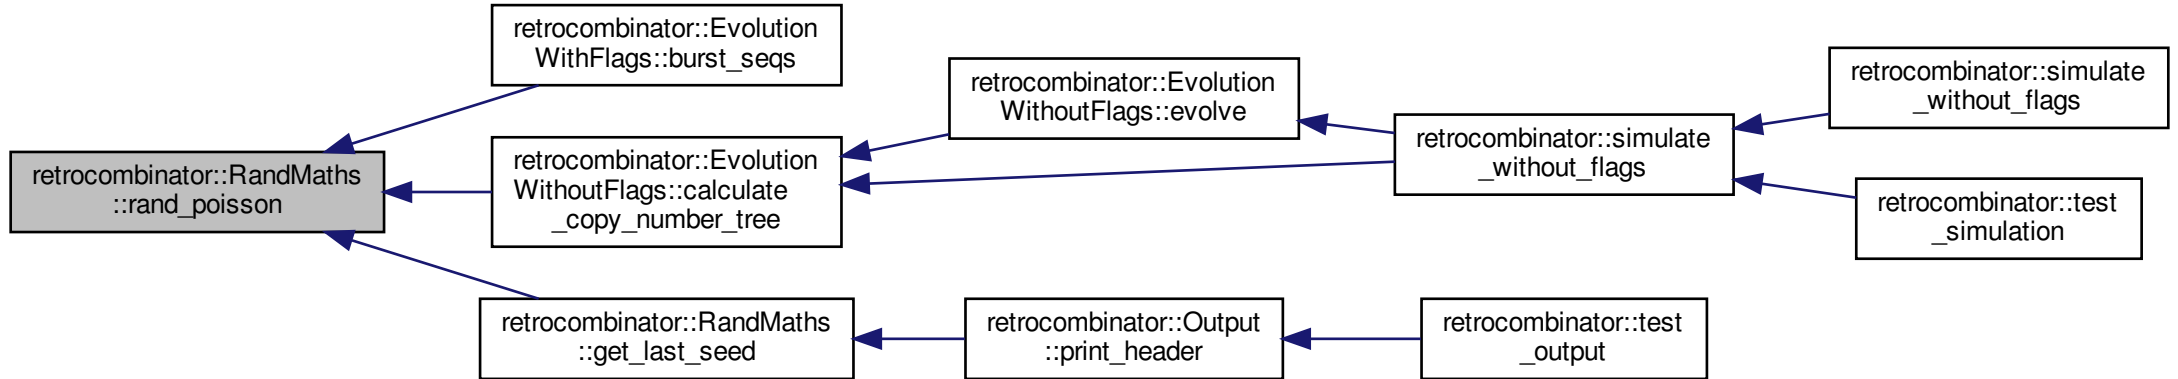 retrocombinator::RandMaths
::rand_poisson
retrocombinator::Evolution
WithFlags::burst_seqs
retrocombinator::Evolution
WithoutFlags::calculate
_copy_number_tree
retrocombinator::RandMaths
::get_last_seed
retrocombinator::Evolution
WithoutFlags::evolve
retrocombinator::Output
::print_header
retrocombinator::simulate
_without_flags
retrocombinator::test
_output
retrocombinator::simulate
_without_flags
retrocombinator::test
_simulation